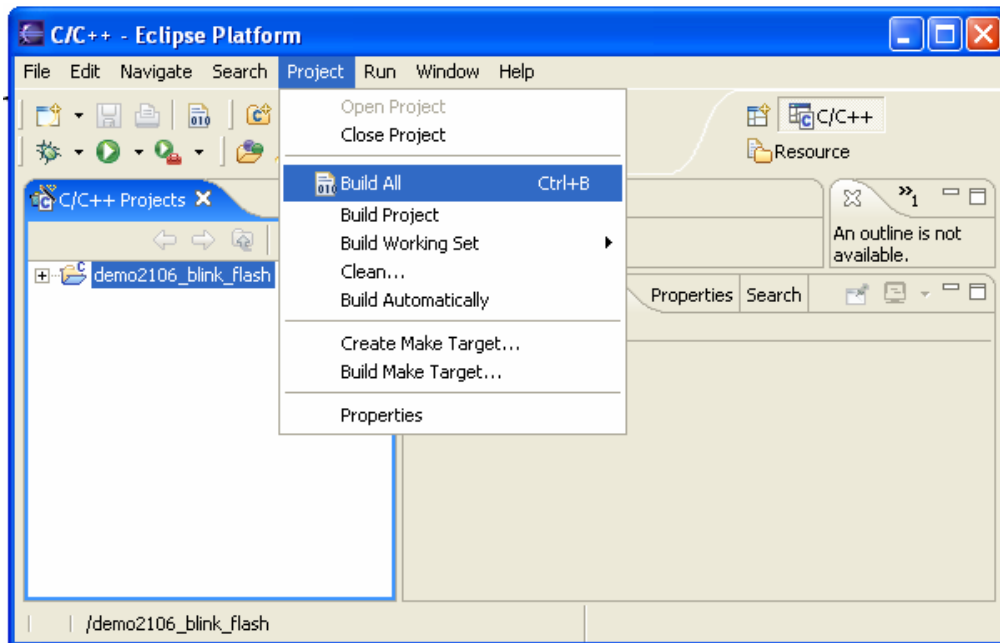 C/C++ - Eclipse Platform
File Edit Navigate Search Project Run Window Help
Open Project
Close Project
Build All Ctrl+B
Build Project
Build Working Set
Clean...
Build Automatically
Create Make Target...
Build Make Target...
Properties
010
C/C++
Resource
C/C++ Projects
demo2106_blink_flash
»1
An outline is not
available.
Properties Search
/demo2106_blink_flash